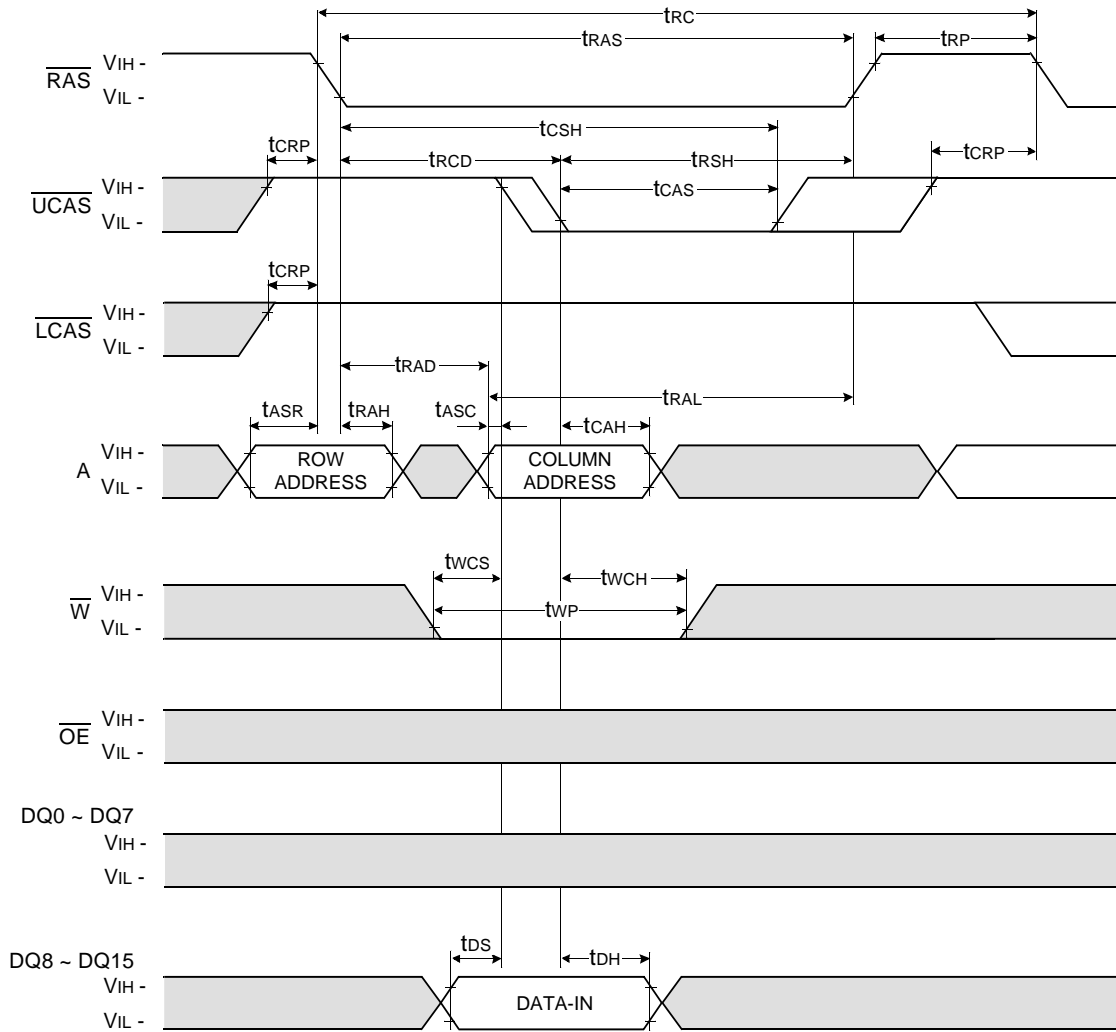 tRC
tRAS
tRP
RAS
VIH -
VIL -
tCSH
tCRP
tRCD
tRSH
tCRP
tCAS
UCAS
VIH -
VIL -
tCRP
LCAS
VIH -
VIL -
tRAD
tRAL
tASR
tRAH
tASC
tCAH
A
VIH -
VIL -
ROW
ADDRESS
COLUMN
ADDRESS
tWCS
tWCH
tWP
W
VIH -
VIL -
OE
VIH -
VIL -
DQ0 ~ DQ7
VIH -
VIL -
DQ8 ~ DQ15
tDS
tDH
VIH -
VIL -
DATA-IN